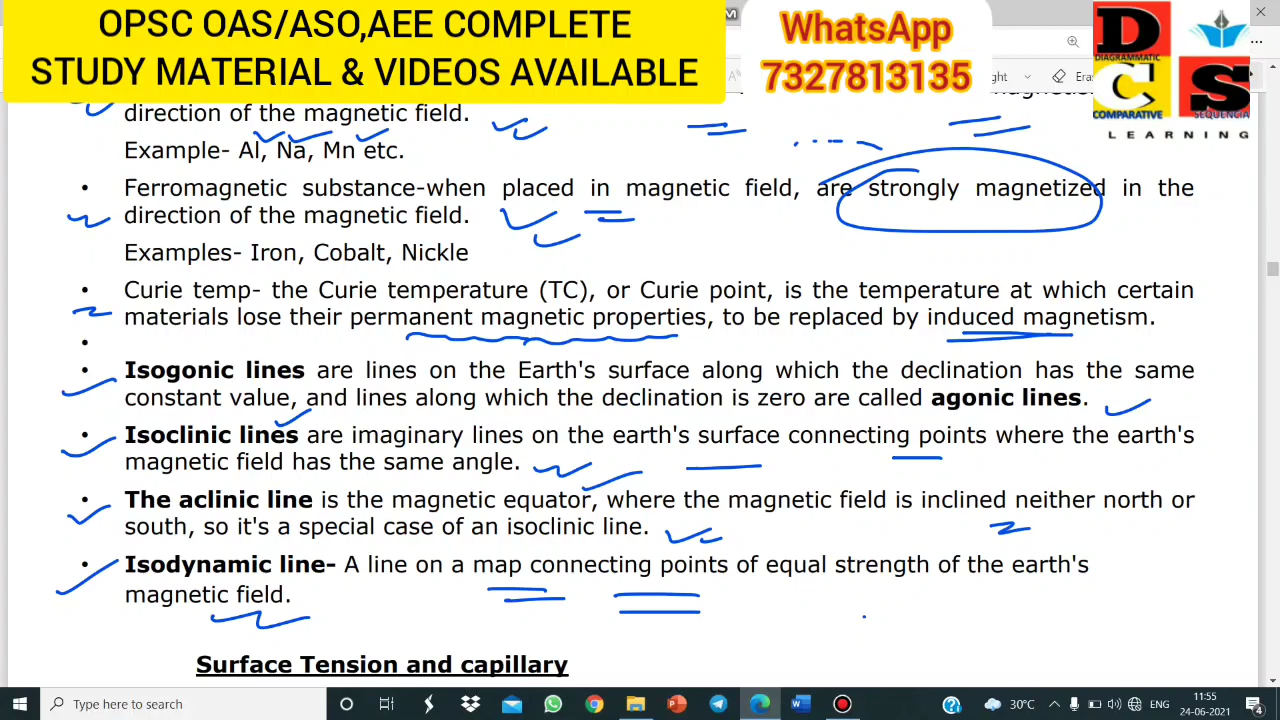 OPSC OAS/ASO,AEE COMPLETE
STUDY MATERIAL & VIDEOS AVAILABLE
WhatsApp
7327813135
D
DIAGRAMMATIC
C
COMPARATIVE
S
SEQUENCIAL
LEARNING
direction of the magnetic field.
Example- Al, Na, Mn etc.
• Ferromagnetic substance-when placed in magnetic field, are strongly magnetized in the
direction of the magnetic field.
Examples- Iron, Cobalt, Nickle
• Curie temp- the Curie temperature (TC), or Curie point, is the temperature at which certain
materials lose their permanent magnetic properties, to be replaced by induced magnetism.
•
• Isogonic lines are lines on the Earth's surface along which the declination has the same
constant value, and lines along which the declination is zero are called agonic lines.
• Isoclinic lines are imaginary lines on the earth's surface connecting points where the earth's
magnetic field has the same angle.
• The aclinic line is the magnetic equator, where the magnetic field is inclined neither north or
south, so it's a special case of an isoclinic line.
• Isodynamic line- A line on a map connecting points of equal strength of the earth's
magnetic field.
Surface Tension and capillary
Type here to search
30°C
ENG
11:55
24-06-2021
4